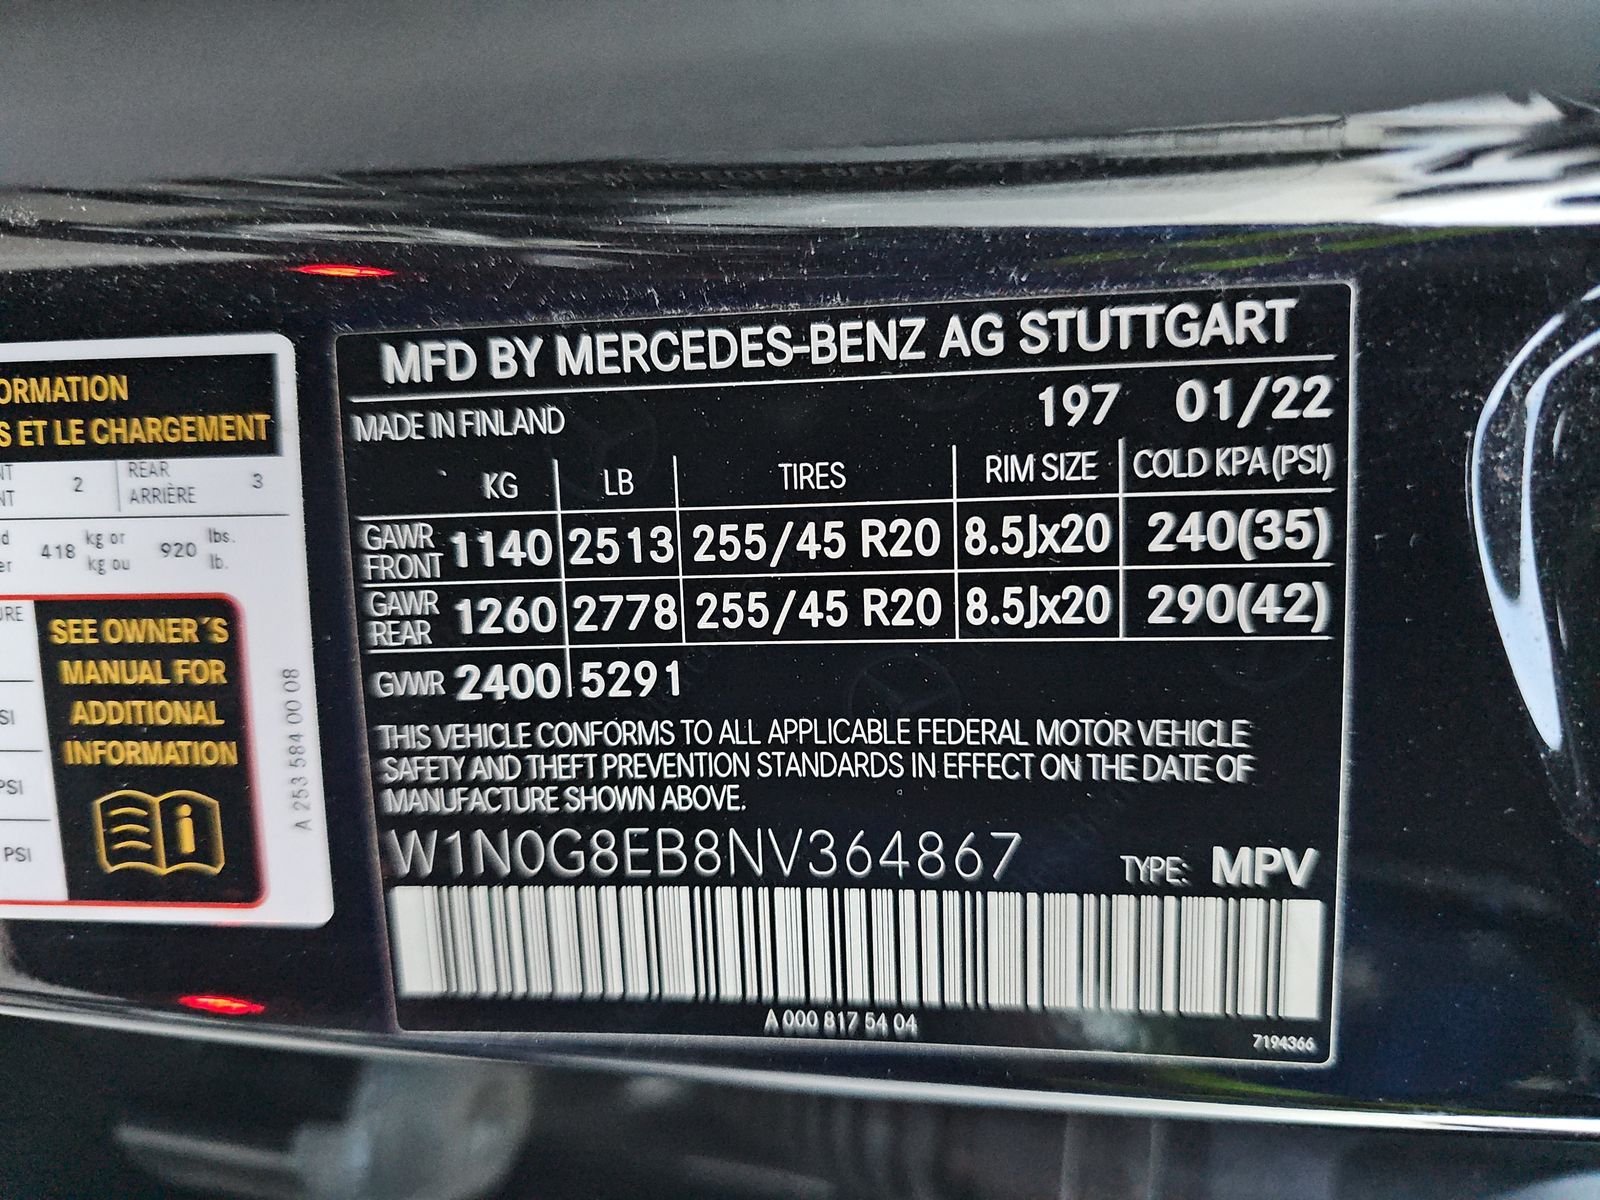 ORMATION
S ET LE CHARGEMENT
NT 2 REAR 3
NT ARRIÈRE
418 kg or 920 lbs.
kg ou lb.
SEE OWNER´S
MANUAL FOR
ADDITIONAL
INFORMATION
PSI
PSI
A 253 584 00 08
MFD BY MERCEDES-BENZ AG STUTTGART
MADE IN FINLAND 197 01/22
KG LB TIRES RIM SIZE COLD KPA(PSI)
GAWR FRONT 1140 2513 255/45 R20 8.5Jx20 240(35)
GAWR REAR 1260 2778 255/45 R20 8.5Jx20 290(42)
GVWR 2400 5291
THIS VEHICLE CONFORMS TO ALL APPLICABLE FEDERAL MOTOR VEHICLE
SAFETY AND THEFT PREVENTION STANDARDS IN EFFECT ON THE DATE OF
MANUFACTURE SHOWN ABOVE.
W1N0G8EB8NV364867 TYPE: MPV
A 000 817 54 04
7194366